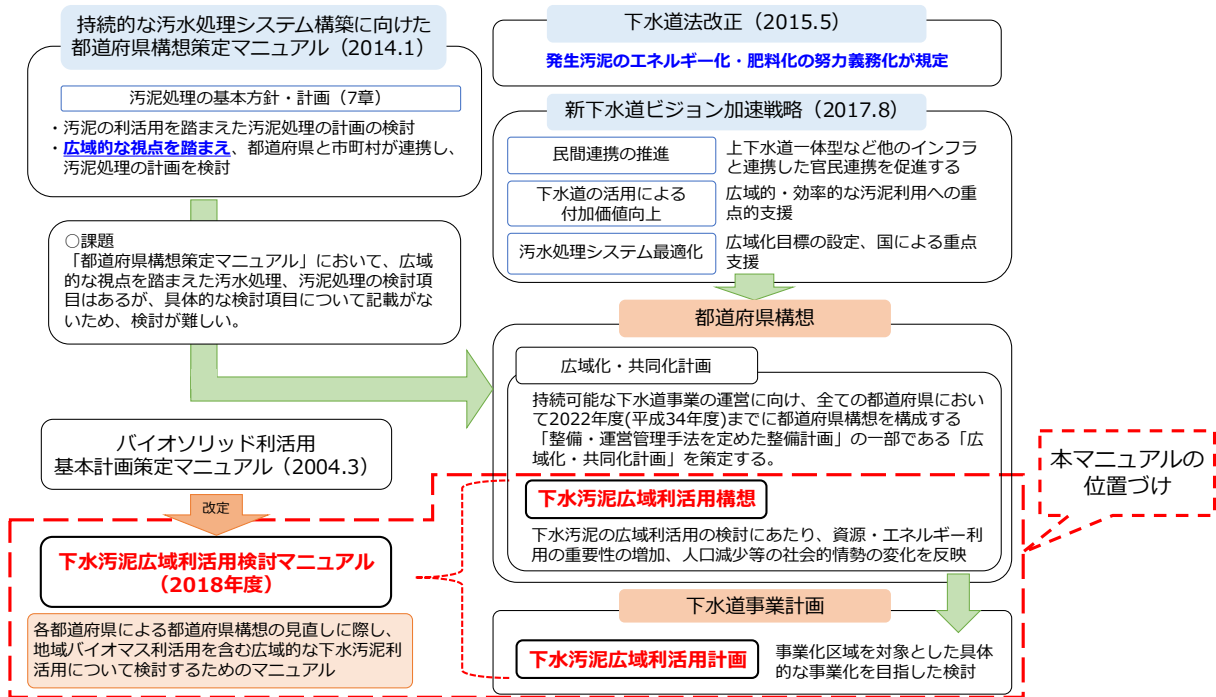 持続的な汚水処理システム構築に向けた
都道府県構想策定マニュアル（2014.1）
汚泥処理の基本方針・計画（7章）
・汚泥の利活用を踏まえた汚泥処理の計画の検討
・広域的な視点を踏まえ、都道府県と市町村が連携し、
汚泥処理の計画を検討
○課題
「都道府県構想策定マニュアル」において、広域
的な視点を踏まえた汚水処理、汚泥処理の検討項
目はあるが、具体的な検討項目について記載がな
いため、検討が難しい。
バイオソリッド利活用
基本計画策定マニュアル（2004.3）
改定
下水汚泥広域利活用検討マニュアル
（2018年度）
各都道府県による都道府県構想の見直しに際し、
地域バイオマス利活用を含む広域的な下水汚泥利
活用について検討するためのマニュアル
下水道法改正（2015.5）
発生汚泥のエネルギー化・肥料化の努力義務化が規定
新下水道ビジョン加速戦略（2017.8）
民間連携の推進
上下水道一体型など他のインフラ
と連携した官民連携を促進する
下水道の活用による
付加価値向上
広域的・効率的な汚泥利用への重
点的支援
汚水処理システム最適化
広域化目標の設定、国による重点
支援
都道府県構想
広域化・共同化計画
持続可能な下水道事業の運営に向け、全ての都道府県にお
いて2022年度(平成34年度)までに都道府県構想を構成する
「整備・運営管理手法を定めた整備計画」の一部である「広
域化・共同化計画」を策定する。
下水汚泥広域利活用構想
下水汚泥の広域利活用の検討にあたり、資源・エネルギー利
用の重要性の増加、人口減少等の社会的情勢の変化を反映
下水道事業計画
下水汚泥広域利活用計画
事業化区域を対象とした具体
的な事業化を目指した検討
本マニュアルの
位置づけ